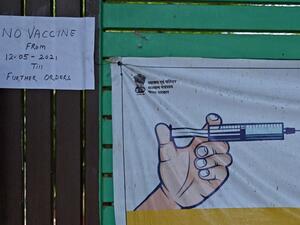 NO VACCINE
FROM
12-05-2021
TILL
FURTHER ORDERS